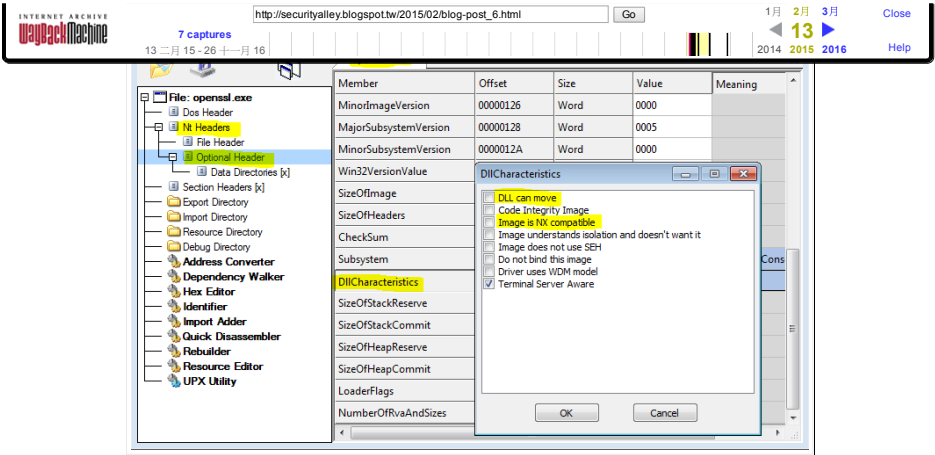 INTERNET ARCHIVE
WayBackMachine
http://securityalley.blogspot.tw/2015/02/blog-post_6.html
Go
7 captures
13 二月 15 - 26 十一月 16
1月 2月 3月
13
2014 2015 2016
Close
Help
File: openssl.exe
Dos Header
Nt Headers
File Header
Optional Header
Data Directories [x]
Section Headers [x]
Export Directory
Import Directory
Resource Directory
Debug Directory
Address Converter
Dependency Walker
Hex Editor
Identifier
Import Adder
Quick Disassembler
Rebuilder
Resource Editor
UPX Utility
Member Offset Size Value Meaning
MinorImageVersion 00000126 Word 0000
MajorSubsystemVersion 00000128 Word 0005
MinorSubsystemVersion 0000012A Word 0000
Win32VersionValue
SizeOfImage
SizeOfHeaders
CheckSum
Subsystem
Cons
DllCharacteristics
SizeOfStackReserve
SizeOfStackCommit
SizeOfHeapReserve
SizeOfHeapCommit
LoaderFlags
NumberOfRvaAndSizes
DllCharacteristics
DLL can move
Code Integrity Image
Image is NX compatible
Image understands isolation and doesn't want it
Image does not use SEH
Do not bind this image
Driver uses WDM model
Terminal Server Aware
OK Cancel